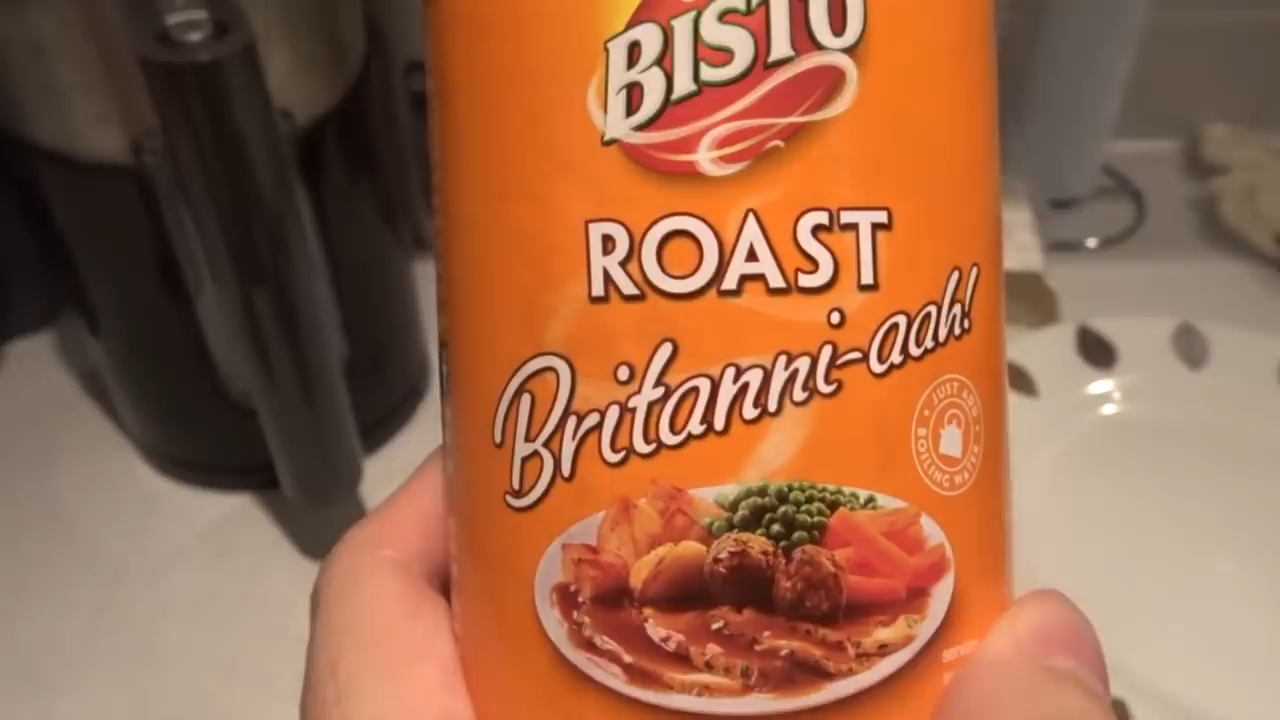 BISTO
ROAST
Britanni-aah!
JUST ADD
BOILING WATER